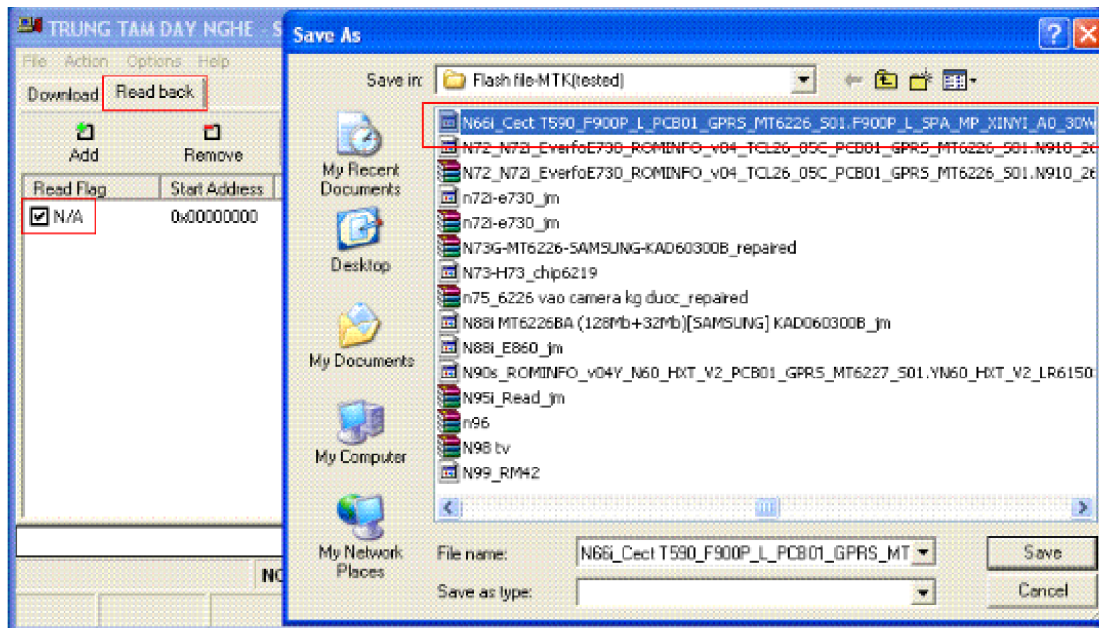 TRUNG TAM DAY NGHE - S
File Action Options Help
Download Read back
Add Remove
Read Flag Start Address
N/A 0x00000000
NO
Save As
Save in: Flash file-MTK(tested)
My Recent Documents
Desktop
My Documents
My Computer
My Network Places
N66i_Cect T590_F900P_L_PCB01_GPRS_MT6226_S01.F900P_L_SPA_MP_XINYI_A0_30W
N72_N72i_EverfoE730_ROMINFO_v04_TCL26_05C_PCB01_GPRS_MT6226_S01.N910_26
N72_N72i_EverfoE730_ROMINFO_v04_TCL26_05C_PCB01_GPRS_MT6226_S01.N910_26
n72i-e730_jm
n72i-e730_jm
N73G-MT6226-SAMSUNG-KAD60300B_repaired
N73-H73_chip6219
n75_6226 vao camera kg duoc_repaired
N88i MT6226BA (128Mb+32Mb)[SAMSUNG] KAD060300B_jm
N88i_E860_jm
N90s_ROMINFO_v04Y_N60_HXT_V2_PCB01_GPRS_MT6227_S01.YN60_HXT_V2_LR6150
N95i_Read_jm
n96
N98 tv
N99_RM42
File name: N66i_Cect T590_F900P_L_PCB01_GPRS_MT
Save
Save as type:
Cancel